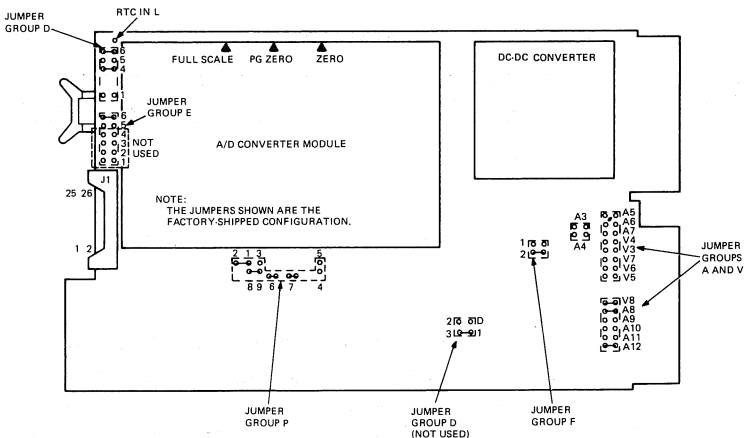 RTC IN L
JUMPER
GROUP D
6
5
4
1
FULL SCALE PG ZERO ZERO
DC-DC CONVERTER
JUMPER
GROUP E
6
5
4
3
2
1
NOT
USED
A/D CONVERTER MODULE
J1
25 26
1 2
NOTE:
THE JUMPERS SHOWN ARE THE
FACTORY-SHIPPED CONFIGURATION.
A3
A4
A5
A6
A7
V4
V3
V7
V6
V5
JUMPER
GROUPS
A AND V
V8
A8
A9
A10
A11
A12
1
2
2 1 3 5
8 9 6 7 4
2 D
3 1
JUMPER
GROUP P
JUMPER
GROUP D
(NOT USED)
JUMPER
GROUP F